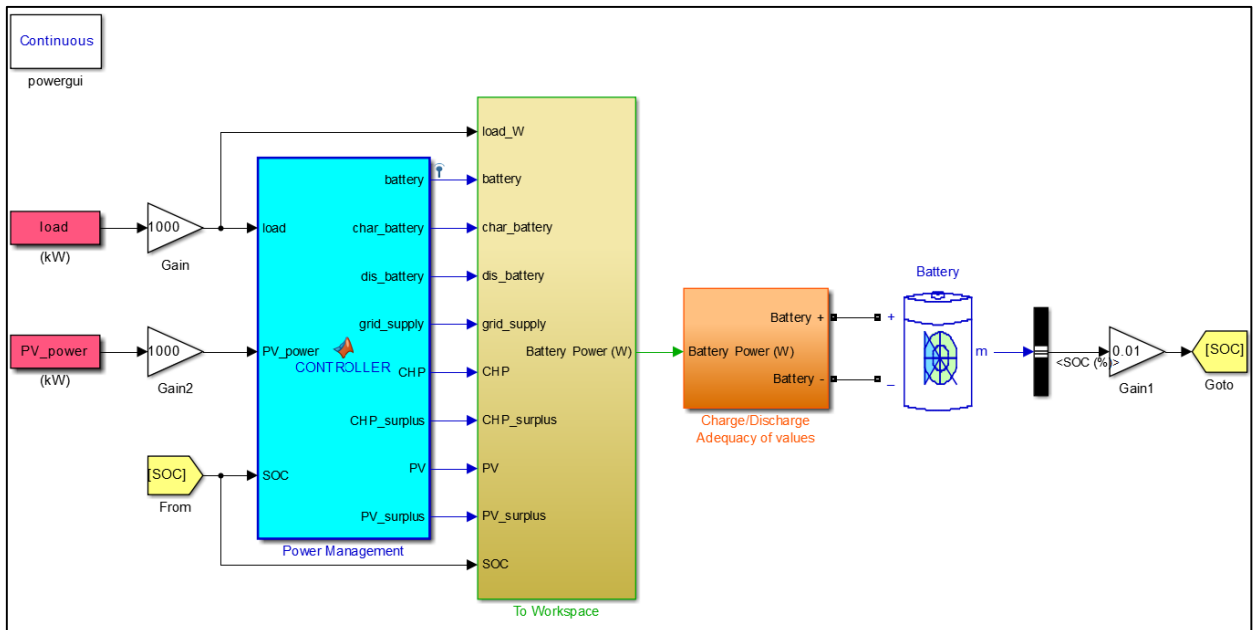 Continuous
powergui
load
(kW)
1000
Gain
PV_power
(kW)
1000
Gain2
[SOC]
From
load
PV_power
SOC
CONTROLLER
battery
char_battery
dis_battery
grid_supply
CHP
CHP_surplus
PV
PV_surplus
Power Management
load_W
battery
char_battery
dis_battery
grid_supply
CHP
CHP_surplus
PV
PV_surplus
SOC
Battery Power (W)
To Workspace
Battery Power (W)
Battery +
Battery -
Charge/Discharge
Adequacy of values
Battery
+
_
m
<SOC (%)>
0.01
Gain1
[SOC]
Goto